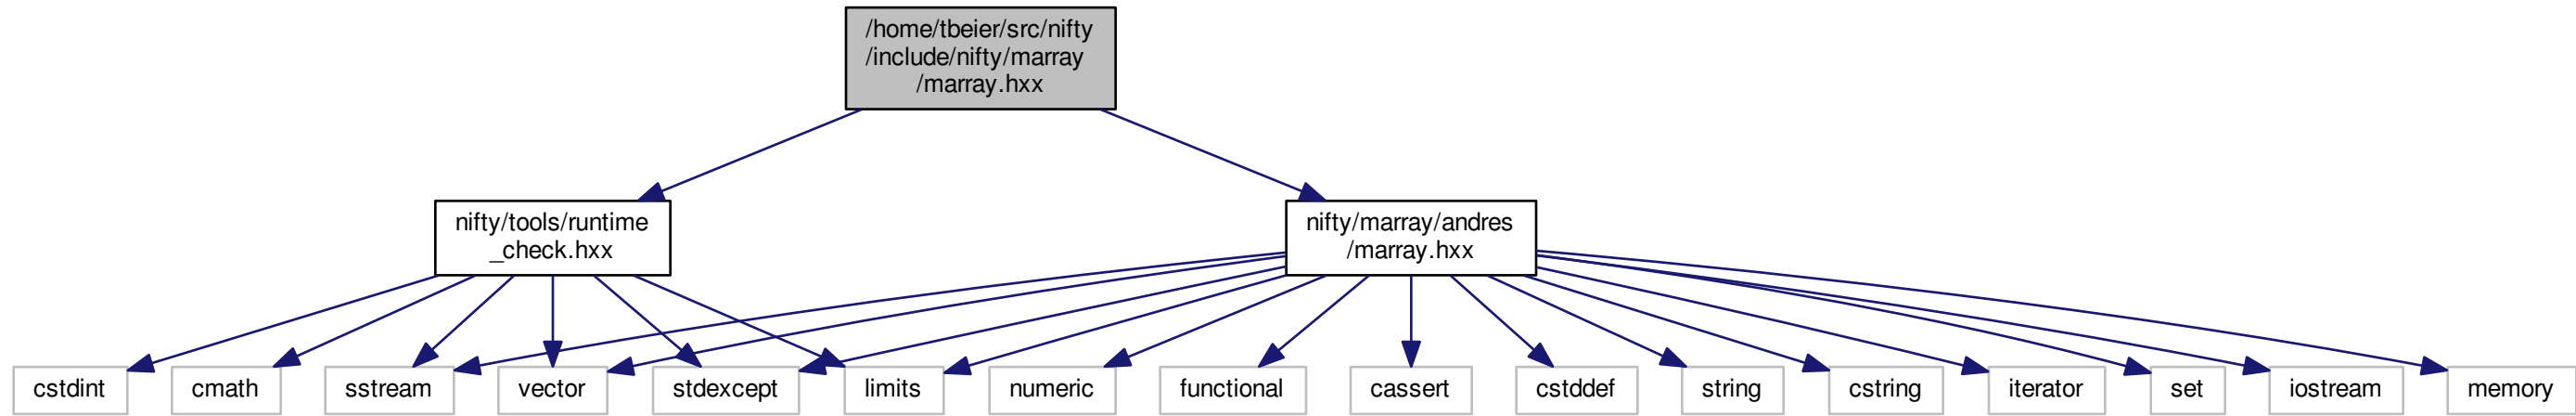 /home/tbeier/src/nifty
/include/nifty/marray
/marray.hxx
nifty/tools/runtime
_check.hxx
nifty/marray/andres
/marray.hxx
cstdint
cmath
sstream
vector
stdexcept
limits
numeric
functional
cassert
cstddef
string
cstring
iterator
set
iostream
memory